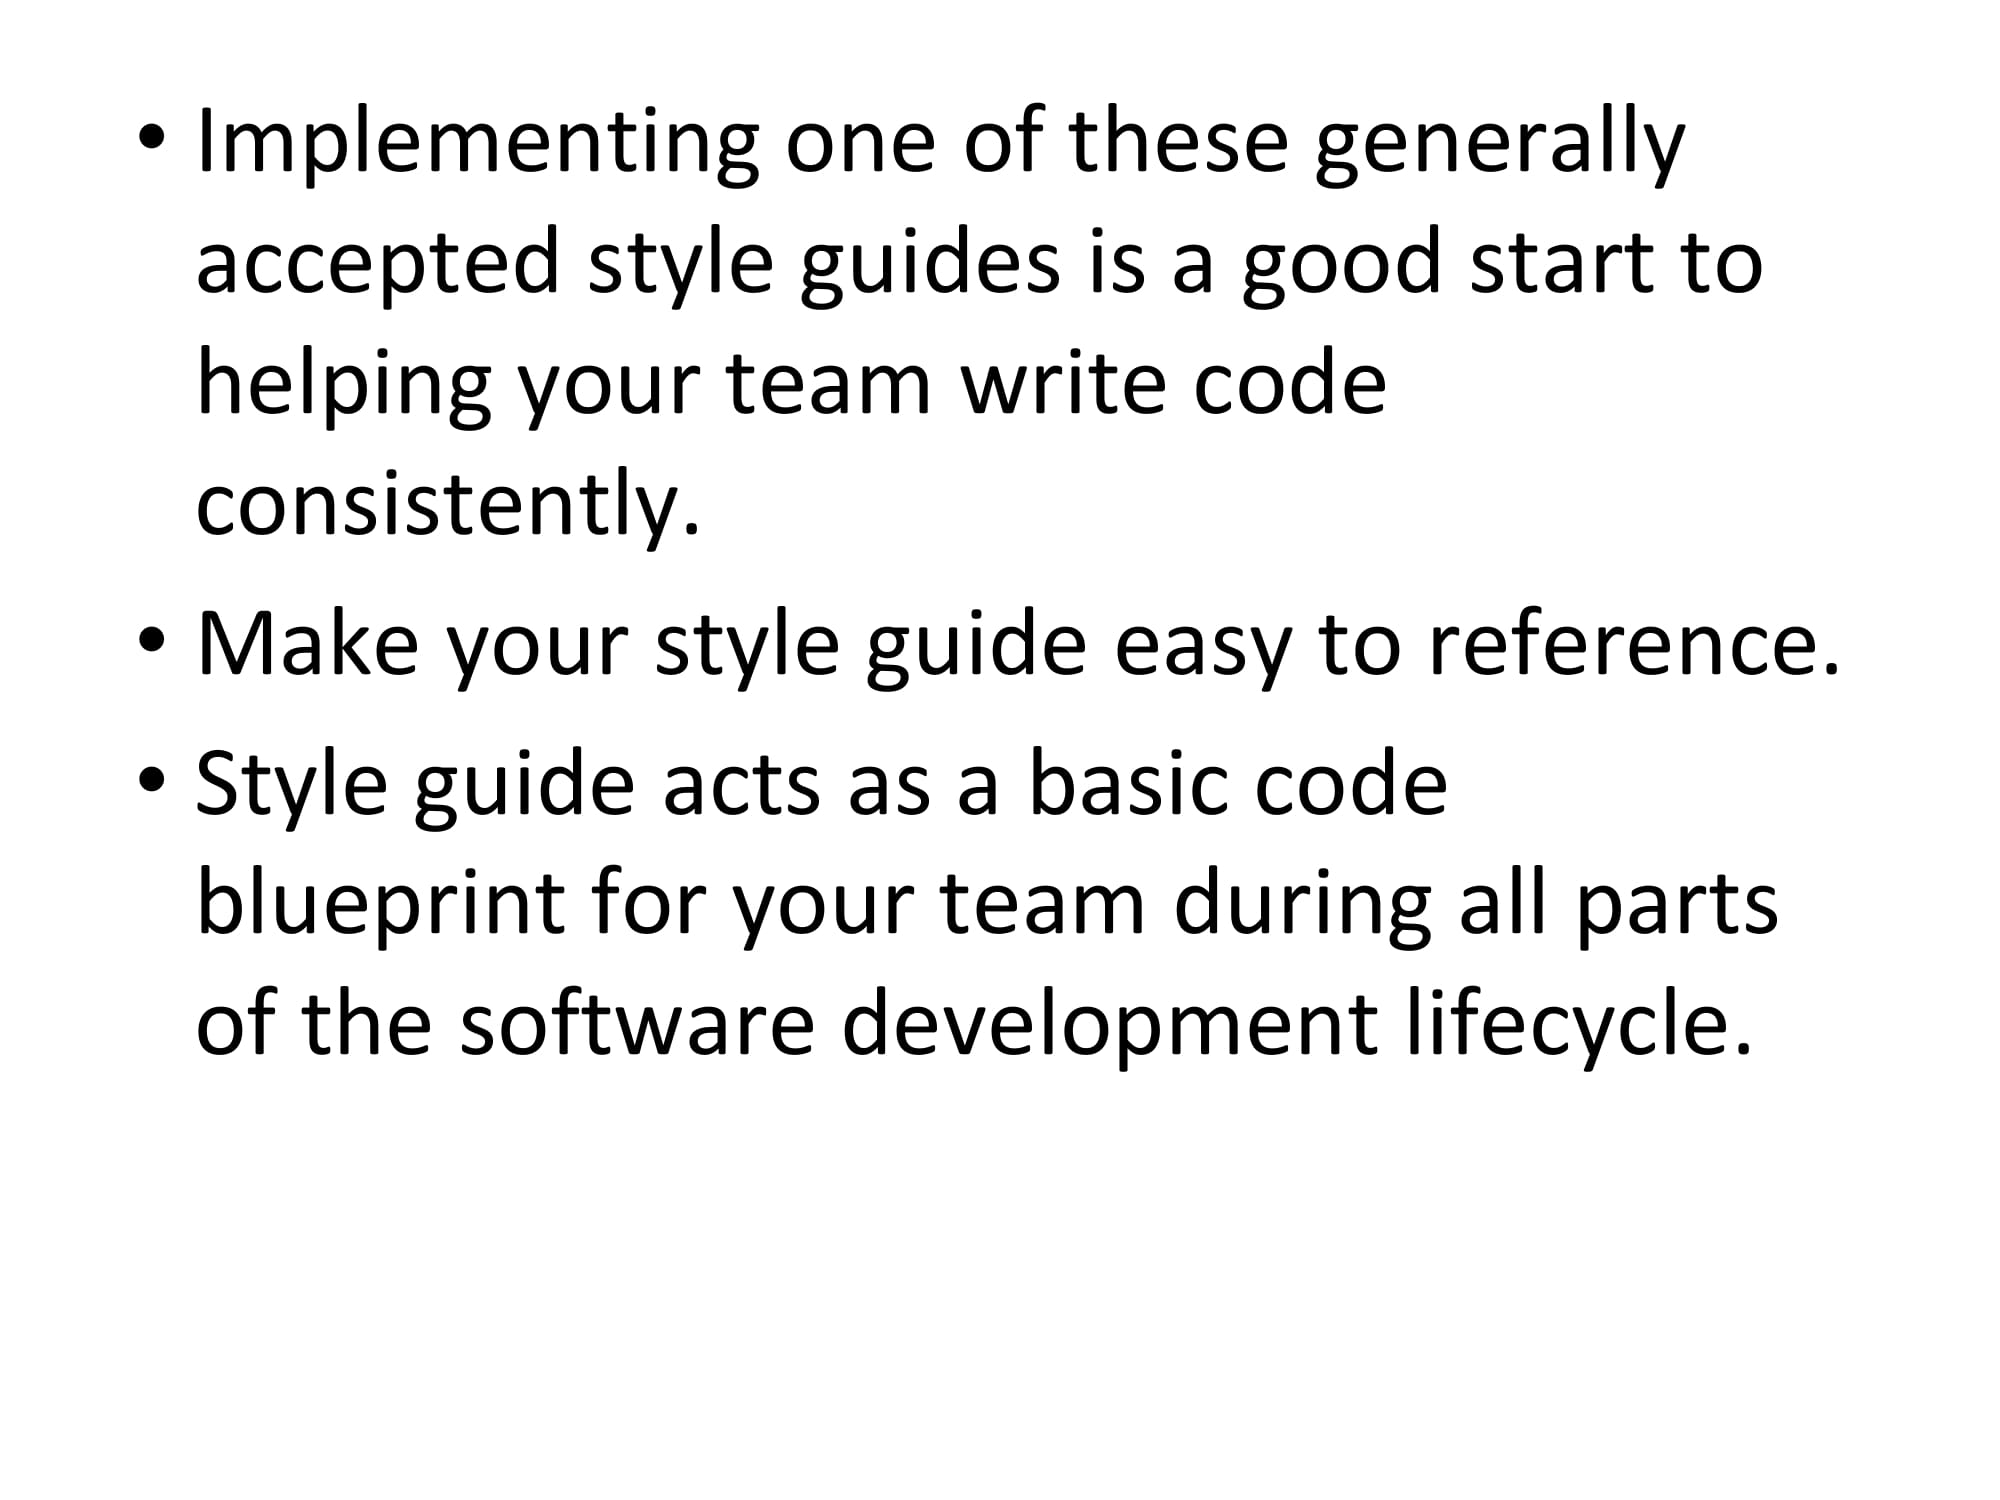 • Implementing one of these generally
accepted style guides is a good start to
helping your team write code
consistently.
• Make your style guide easy to reference.
• Style guide acts as a basic code
blueprint for your team during all parts
of the software development lifecycle.